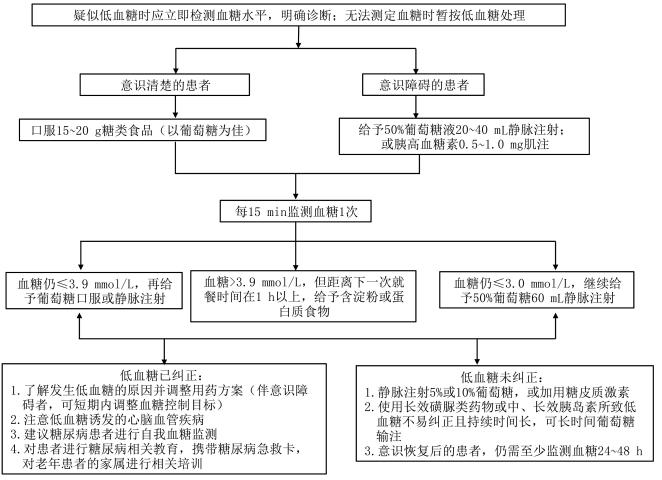 疑似低血糖时应立即检测血糖水平，明确诊断；无法测定血糖时暂按低血糖处理
意识清楚的患者
意识障碍的患者
口服15~20 g糖类食品（以葡萄糖为佳）
给予50%葡萄糖液20~40 mL静脉注射；
或胰高血糖素0.5~1.0 mg肌注
每15 min监测血糖1次
血糖仍≤3.9 mmol/L，再给
予葡萄糖口服或静脉注射
血糖>3.9 mmol/L，但距离下一次就
餐时间在1 h以上，给予含淀粉或蛋
白质食物
血糖仍≤3.0 mmol/L，继续给
予50%葡萄糖60 mL静脉注射
低血糖已纠正：
1. 了解发生低血糖的原因并调整用药方案（伴意识障
碍者，可短期内调整血糖控制目标）
2. 注意低血糖诱发的心脑血管疾病
3. 建议糖尿病患者进行自我血糖监测
4. 对患者进行糖尿病相关教育，携带糖尿病急救卡，
对老年患者的家属进行相关培训
低血糖未纠正：
1. 静脉注射5%或10%葡萄糖，或加用糖皮质激素
2. 使用长效磺脲类药物或中、长效胰岛素所致低
血糖不易纠正且持续时间长，可长时间葡萄糖
输注
3. 意识恢复后的患者，仍需至少监测血糖24~48 h